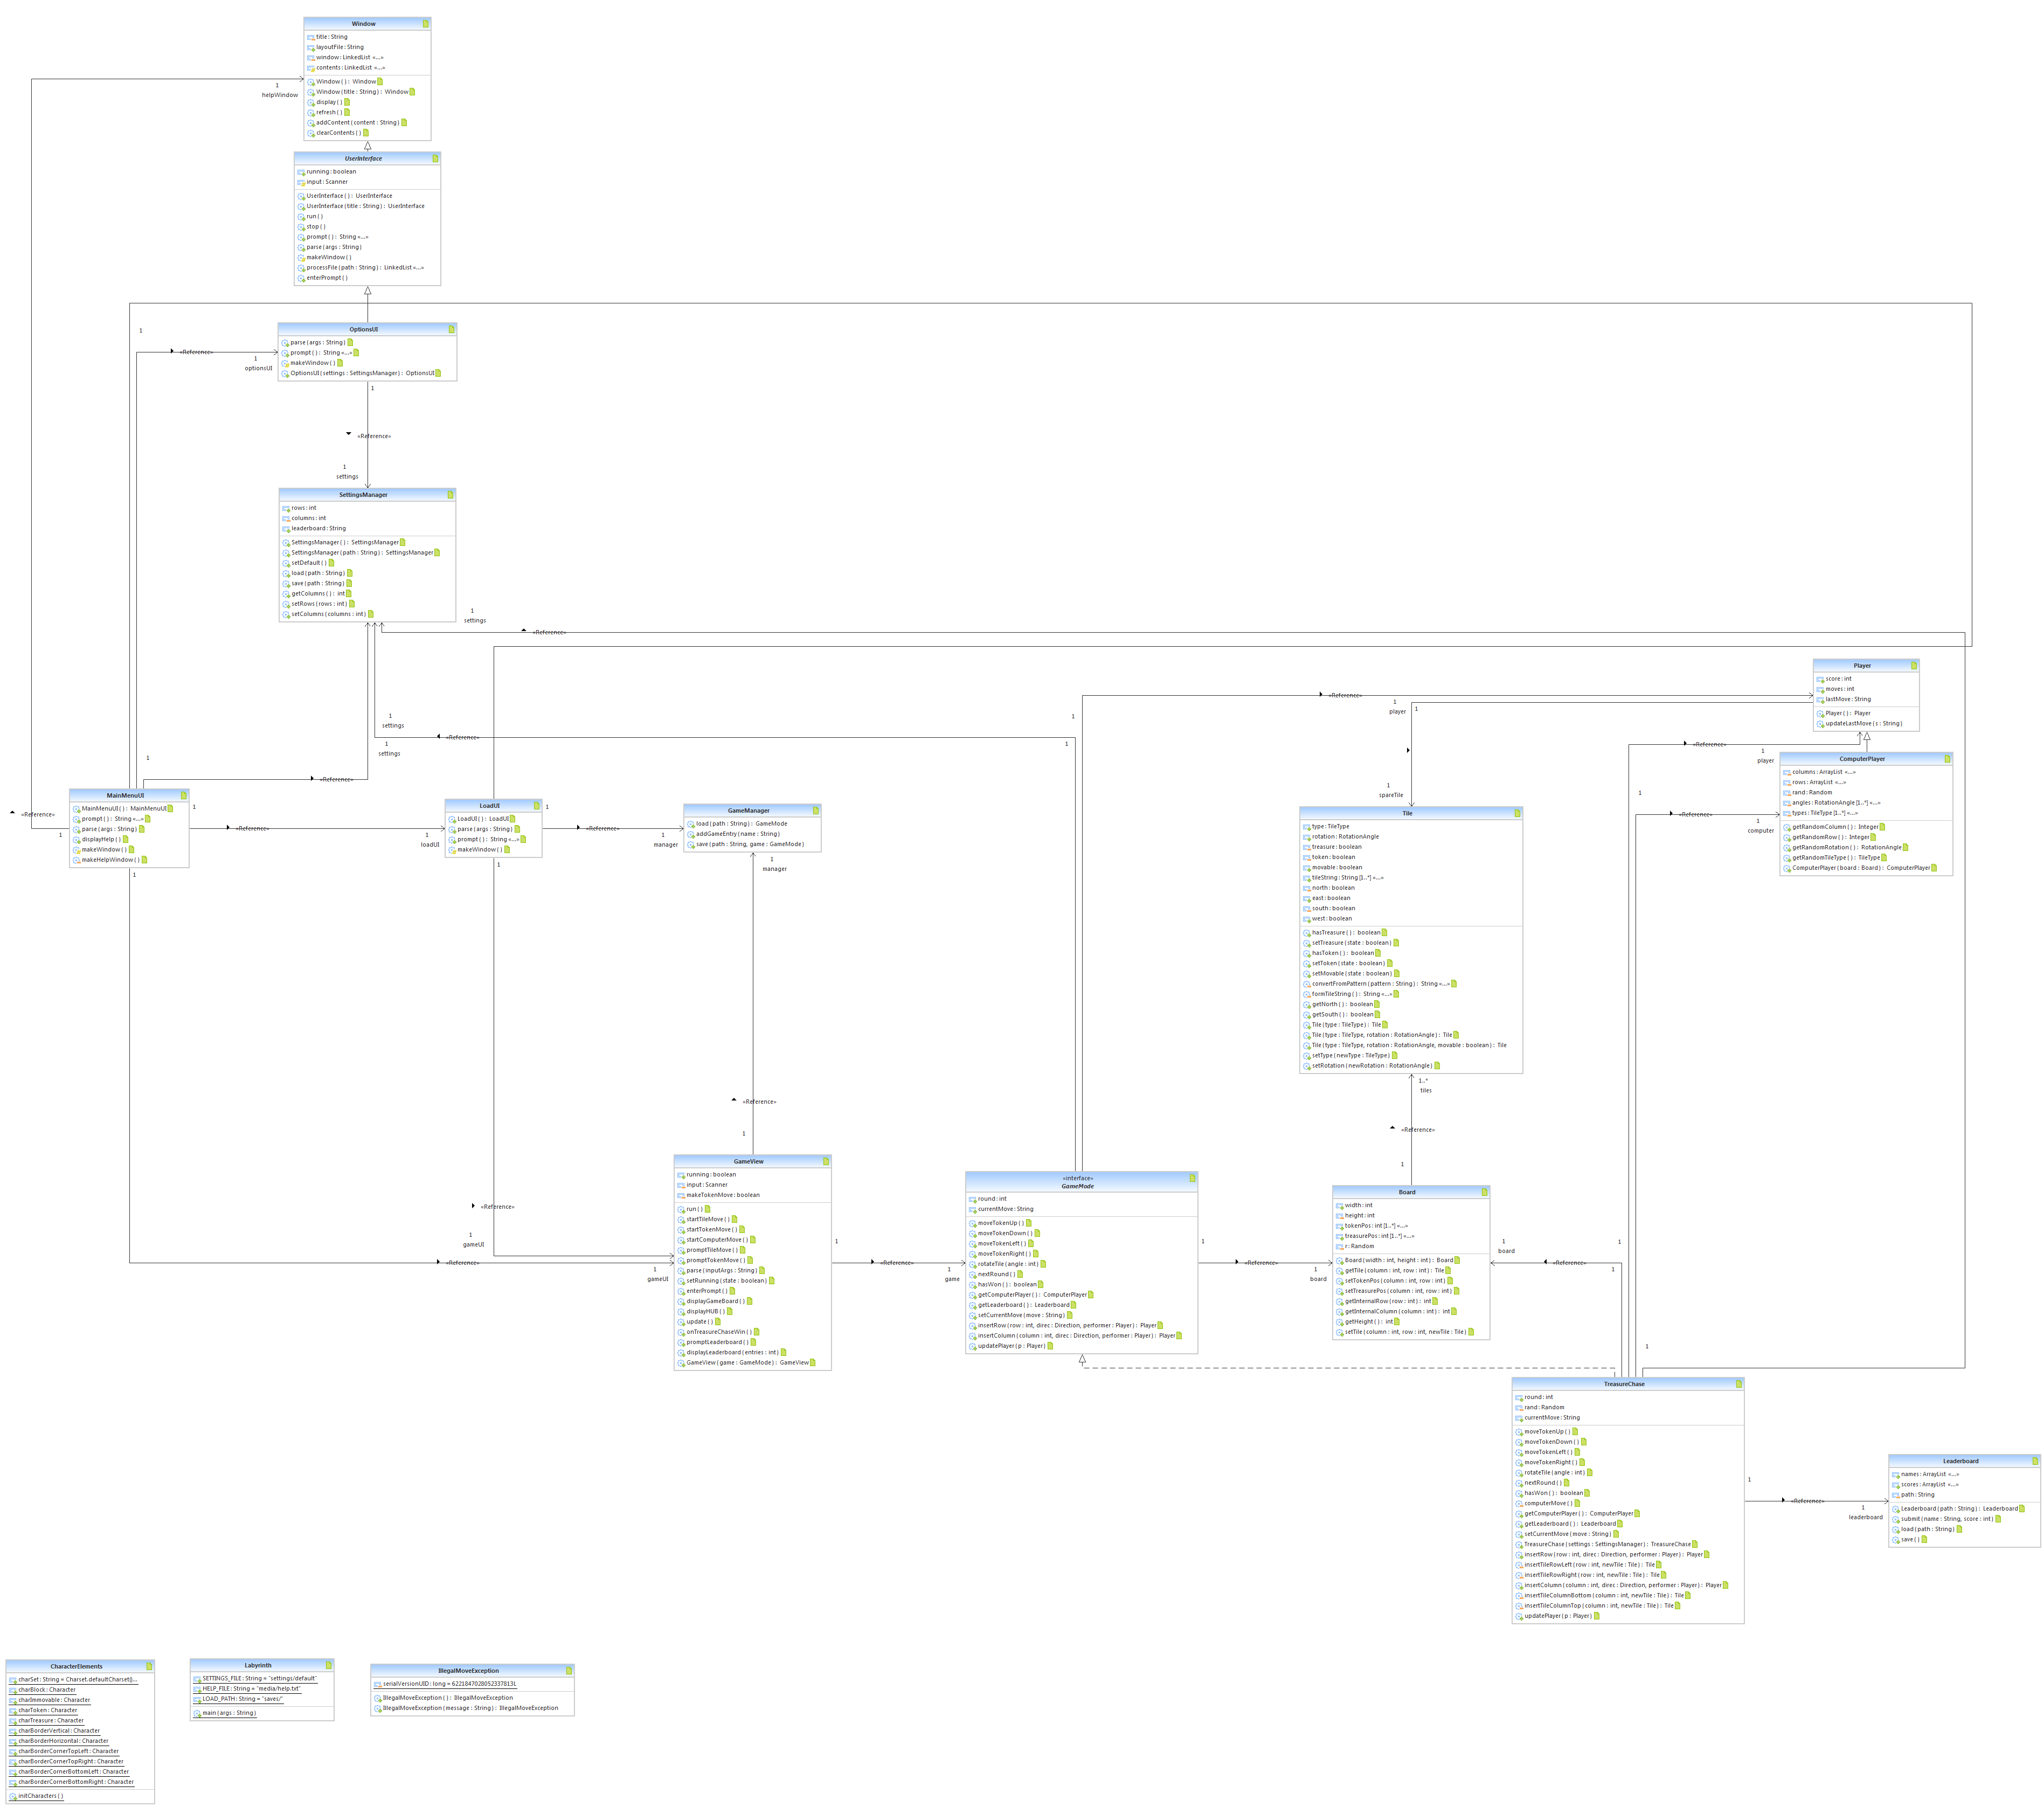 Window
title : String
layoutFile : String
window : LinkedList «...»
contents : LinkedList «...»
Window ( ) : Window
Window (title : String) : Window
display ( )
refresh ( )
addContent (content : String)
clearContents ( )
1
helpWindow
UserInterface
running : boolean
input : Scanner
UserInterface ( ) : UserInterface
UserInterface (title : String) : UserInterface
run ( )
stop ( )
prompt ( ) : String «...»
parse (args : String)
makeWindow ( )
processFile (path : String) : LinkedList «...»
enterPrompt ( )
OptionsUI
parse (args : String)
prompt ( ) : String «...»
makeWindow ( )
OptionsUI (settings : SettingsManager) : OptionsUI
1
«Reference»
1
optionsUI
1
«Reference»
1
settings
SettingsManager
rows : int
columns : int
leaderboard : String
SettingsManager ( ) : SettingsManager
SettingsManager (path : String) : SettingsManager
setDefault ( )
load (path : String)
save (path : String)
getColumns ( ) : int
setRows (rows : int)
setColumns (columns : int)
1
settings
«Reference»
1
settings
1
settings
«Reference»
1
1
«Reference»
1
player
1
«Reference»
1
Player
score : int
moves : int
lastMove : String
Player ( ) : Player
updateLastMove (s : String)
«Reference»
1
player
1
spareTile
ComputerPlayer
columns : ArrayList «...»
rows : ArrayList «...»
rand : Random
angles : RotationAngle [1..*] «...»
types : TileType [1..*] «...»
getRandomColumn ( ) : Integer
getRandomRow ( ) : Integer
getRandomRotation ( ) : RotationAngle
getRandomTileType ( ) : TileType
ComputerPlayer (board : Board) : ComputerPlayer
1
«Reference»
1
computer
«Reference»
MainMenuUI
MainMenuUI ( ) : MainMenuUI
prompt ( ) : String «...»
parse (args : String)
displayHelp ( )
makeWindow ( )
makeHelpWindow ( )
1
1
1
«Reference»
1
loadUI
LoadUI
LoadUI ( ) : LoadUI
parse (args : String)
prompt ( ) : String «...»
makeWindow ( )
1
1
«Reference»
1
manager
GameManager
load (path : String) : GameMode
addGameEntry (name : String)
save (path : String, game : GameMode)
1
manager
Tile
type : TileType
rotation : RotationAngle
treasure : boolean
token : boolean
movable : boolean
tileString : String [1..*] «...»
north : boolean
east : boolean
south : boolean
west : boolean
hasTreasure ( ) : boolean
setTreasure (state : boolean)
hasToken ( ) : boolean
setToken (state : boolean)
setMovable (state : boolean)
convertFromPattern (pattern : String) : String «...»
formTileString ( ) : String «...»
getNorth ( ) : boolean
getSouth ( ) : boolean
Tile (type : TileType) : Tile
Tile (type : TileType, rotation : RotationAngle) : Tile
Tile (type : TileType, rotation : RotationAngle, movable : boolean) : Tile
setType (newType : TileType)
setRotation (newRotation : RotationAngle)
1..*
tiles
«Reference»
1
«Reference»
1
GameView
running : boolean
input : Scanner
makeTokenMove : boolean
run ( )
startTileMove ( )
startTokenMove ( )
startComputerMove ( )
promptTileMove ( )
promptTokenMove ( )
parse (inputArgs : String)
setRunning (state : boolean)
enterPrompt ( )
displayGameBoard ( )
displayHUB ( )
update ( )
onTreasureChaseWin ( )
promptLeaderboard ( )
displayLeaderboard (entries : int)
GameView (game : GameMode) : GameView
«Reference»
1
gameUI
«Reference»
1
gameUI
1
«Reference»
1
game
«interface»
GameMode
round : int
currentMove : String
moveTokenUp ( )
moveTokenDown ( )
moveTokenLeft ( )
moveTokenRight ( )
rotateTile (angle : int)
nextRound ( )
hasWon ( ) : boolean
getComputerPlayer ( ) : ComputerPlayer
getLeaderboard ( ) : Leaderboard
setCurrentMove (move : String)
insertRow (row : int, direc : Direction, performer : Player) : Player
insertColumn (column : int, direc : Direction, performer : Player) : Player
updatePlayer (p : Player)
1
«Reference»
1
board
Board
width : int
height : int
tokenPos : int [1..*] «...»
treasurePos : int [1..*] «...»
r : Random
Board (width : int, height : int) : Board
getTile (column : int, row : int) : Tile
setTokenPos (column : int, row : int)
setTreasurePos (column : int, row : int)
getInternalRow (row : int) : int
getInternalColumn (column : int) : int
getHeight ( ) : int
setTile (column : int, row : int, newTile : Tile)
1
board
«Reference»
1
1
1
TreasureChase
round : int
rand : Random
currentMove : String
moveTokenUp ( )
moveTokenDown ( )
moveTokenLeft ( )
moveTokenRight ( )
rotateTile (angle : int)
nextRound ( )
hasWon ( ) : boolean
computerMove ( )
getComputerPlayer ( ) : ComputerPlayer
getLeaderboard ( ) : Leaderboard
setCurrentMove (move : String)
TreasureChase (settings : SettingsManager) : TreasureChase
insertRow (row : int, direc : Direction, performer : Player) : Player
insertTileRowLeft (row : int, newTile : Tile) : Tile
insertTileRowRight (row : int, newTile : Tile) : Tile
insertColumn (column : int, direc : Direction, performer : Player) : Player
insertTileColumnBottom (column : int, newTile : Tile) : Tile
insertTileColumnTop (column : int, newTile : Tile) : Tile
updatePlayer (p : Player)
1
«Reference»
1
leaderboard
Leaderboard
names : ArrayList «...»
scores : ArrayList «...»
path : String
Leaderboard (path : String) : Leaderboard
submit (name : String, score : int)
load (path : String)
save ( )
CharacterElements
charSet : String = Charset.defaultCharset(...
charBlock : Character
charImmovable : Character
charToken : Character
charTreasure : Character
charBorderVertical : Character
charBorderHorizontal : Character
charBorderCornerTopLeft : Character
charBorderCornerTopRight : Character
charBorderCornerBottomLeft : Character
charBorderCornerBottomRight : Character
initCharacters ( )
Labyrinth
SETTINGS_FILE : String = "settings/default"
HELP_FILE : String = "media/help.txt"
LOAD_PATH : String = "saves/"
main (args : String)
IllegalMoveException
serialVersionUID : long = 6221847028052337813L
IllegalMoveException ( ) : IllegalMoveException
IllegalMoveException (message : String) : IllegalMoveException